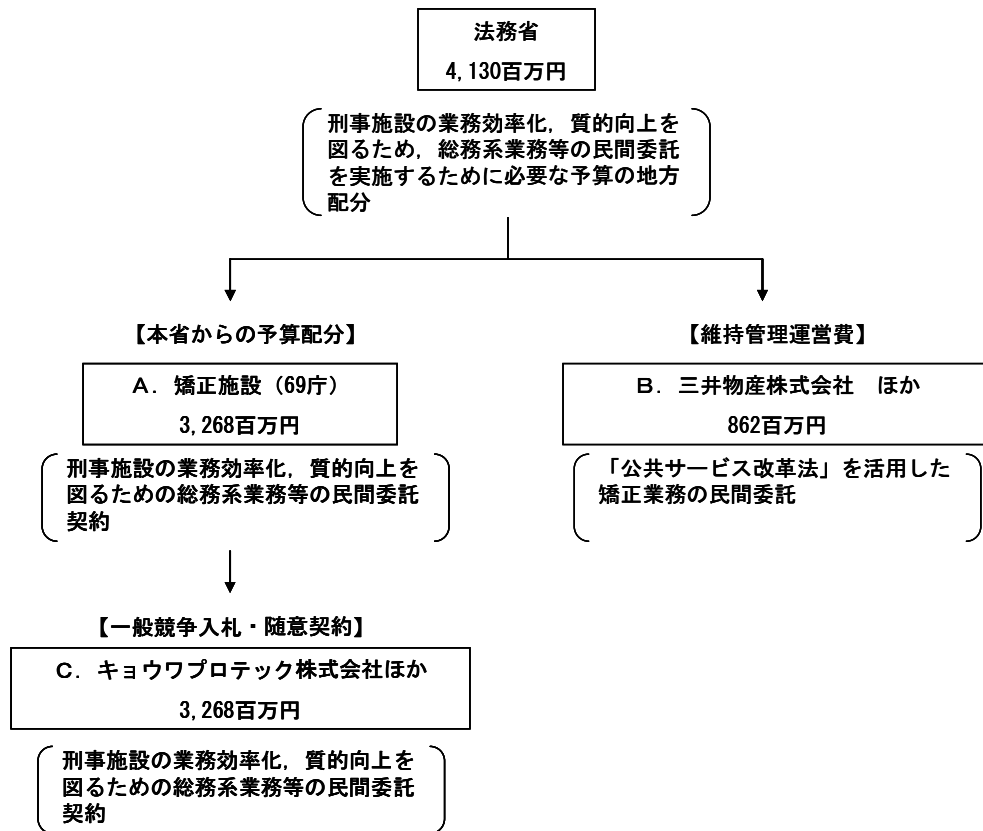 法務省
4,130百万円
刑事施設の業務効率化，質的向上を
図るため，総務系業務等の民間委託
を実施するために必要な予算の地方
配分
【本省からの予算配分】
A．矯正施設（69庁）
3,268百万円
刑事施設の業務効率化，質的向上を
図るための総務系業務等の民間委託
契約
【維持管理運営費】
B．三井物産株式会社　ほか
862百万円
「公共サービス改革法」を活用した
矯正業務の民間委託
【一般競争入札・随意契約】
C．キョウワプロテック株式会社ほか
3,268百万円
刑事施設の業務効率化，質的向上を
図るための総務系業務等の民間委託
契約